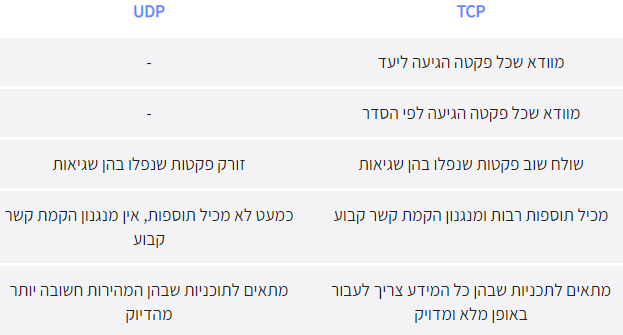 TCP
UDP
מוודא שכל פקטה הגיעה ליעד
-
מוודא שכל פקטה הגיעה לפי הסדר
-
שולח שוב פקטות שנפלו בהן שגיאות
זורק פקטות שנפלו בהן שגיאות
מכיל תוספות רבות ומנגנון הקמת קשר קבוע
כמעט לא מכיל תוספות, אין מנגנון הקמת קשר
קבוע
מתאים לתכניות שבהן כל המידע צריך לעבור
באופן מלא ומדויק
מתאים לתוכניות שבהן המהירות חשובה יותר
מהדיוק